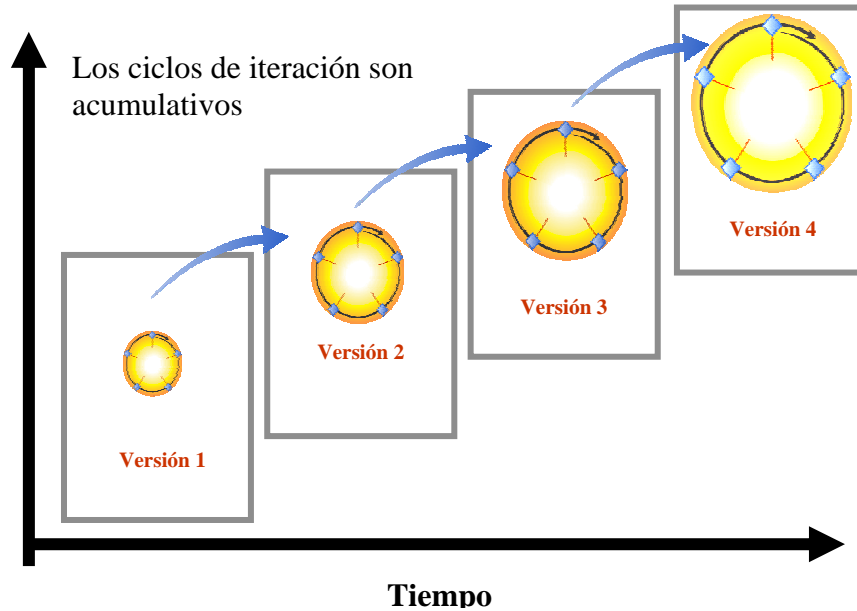 Los ciclos de iteración son
acumulativos
Versión 4
Versión 3
Versión 2
Versión 1
Tiempo